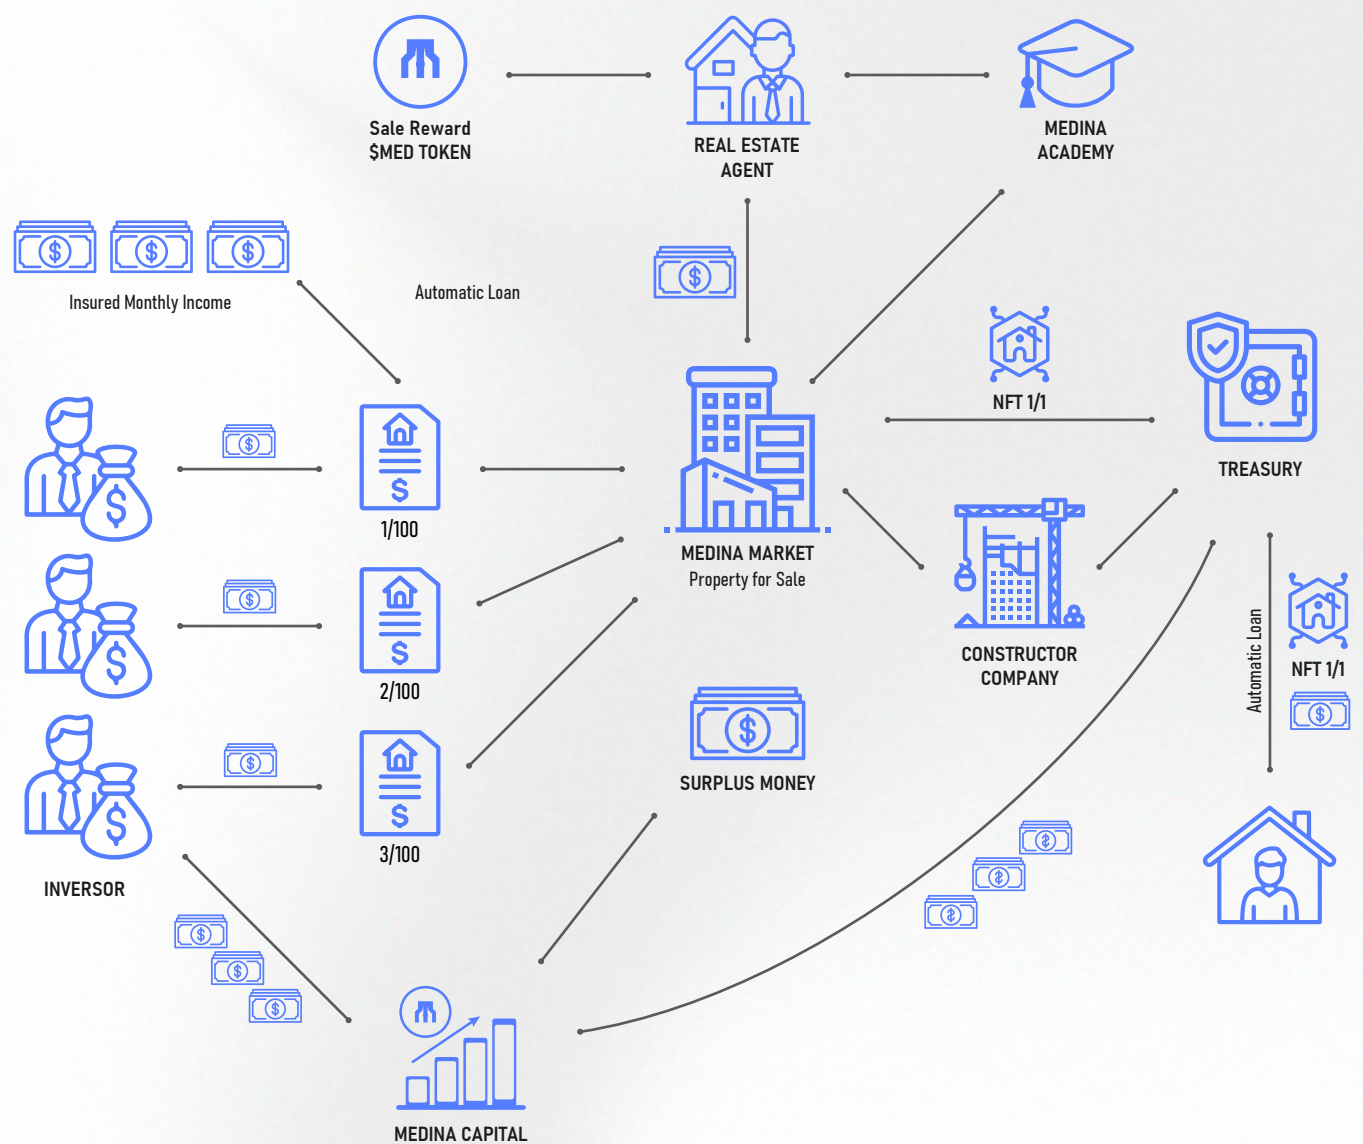 Sale Reward
$MED TOKEN
REAL ESTATE
AGENT
MEDINA
ACADEMY
Insured Monthly Income
Automatic Loan
NFT 1/1
TREASURY
1/100
MEDINA MARKET
Property for Sale
2/100
CONSTRUCTOR
COMPANY
Automatic Loan
NFT 1/1
SURPLUS MONEY
3/100
INVERSOR
MEDINA CAPITAL